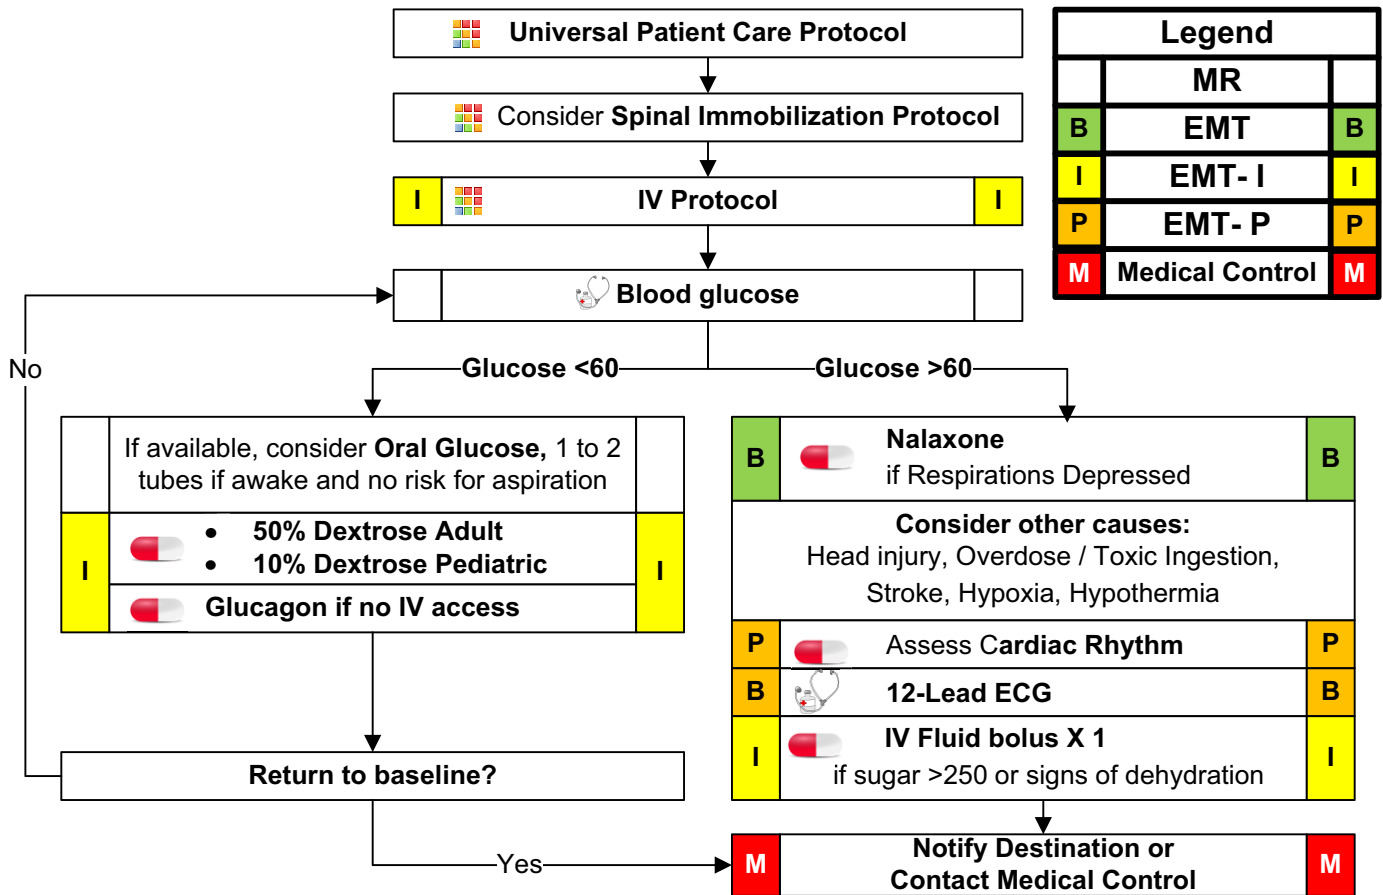 Universal Patient Care Protocol
Consider Spinal Immobilization Protocol
I IV Protocol I
Blood glucose
Legend
MR
B EMT B
I EMT- I I
P EMT- P P
M Medical Control M
No
Glucose <60
Glucose >60
If available, consider Oral Glucose, 1 to 2
tubes if awake and no risk for aspiration
I
• 50% Dextrose Adult
• 10% Dextrose Pediatric
I
Glucagon if no IV access
Return to baseline?
Yes
B
Nalaxone
if Respirations Depressed
B
Consider other causes:
Head injury, Overdose / Toxic Ingestion,
Stroke, Hypoxia, Hypothermia
P Assess Cardiac Rhythm P
B 12-Lead ECG B
I
IV Fluid bolus X 1
if sugar >250 or signs of dehydration
I
M
Notify Destination or
Contact Medical Control
M